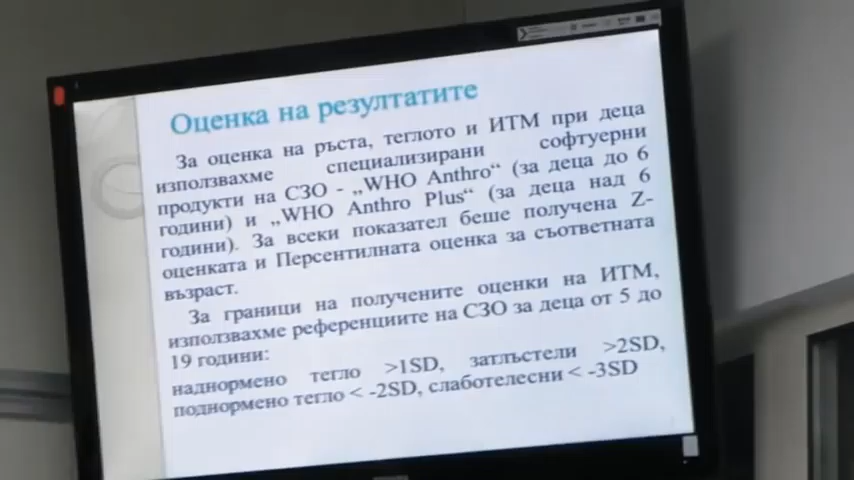 Оценка на резултатите
За оценка на ръста, теглото и ИТМ при деца
използвахме специализирани софтуерни
продукти на СЗО - „WHO Anthro“ (за деца до 6
години) и „WHO Anthro Plus“ (за деца над 6
години). За всеки показател беше получена Z-
оценката и Персентилната оценка за съответната
възраст.
За граници на получените оценки на ИТМ,
използвахме референциите на СЗО за деца от 5 до
19 години:
наднормено тегло >1SD, затлъстели >2SD,
поднормено тегло < -2SD, слаботелесни < -3SD